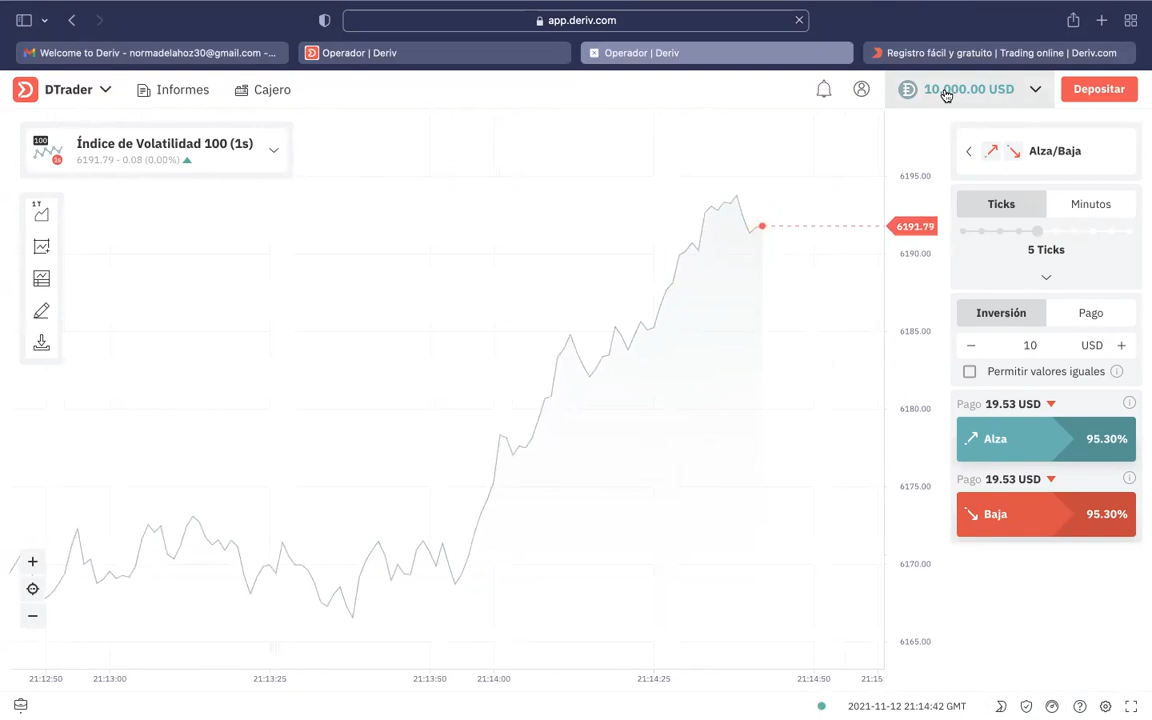 app.deriv.com
Welcome to Deriv - normadelahoz30@gmail.com -...
Operador | Deriv
Operador | Deriv
Registro fácil y gratuito | Trading online | Deriv.com
DTrader
Informes
Cajero
10,000.00 USD
Depositar
100
1s
Índice de Volatilidad 100 (1s)
6191.79 - 0.08 (0.00%)
Alza/Baja
1T
6195.00
Ticks
Minutos
6191.79
5 Ticks
6190.00
Inversión
Pago
6185.00
10
USD
Permitir valores iguales
Pago 19.53 USD
6180.00
Alza
95.30%
Pago 19.53 USD
6175.00
Baja
95.30%
6170.00
6165.00
21:12:50
21:13:00
21:13:25
21:13:50
21:14:00
21:14:25
21:14:50
21:15:
2021-11-12 21:14:42 GMT